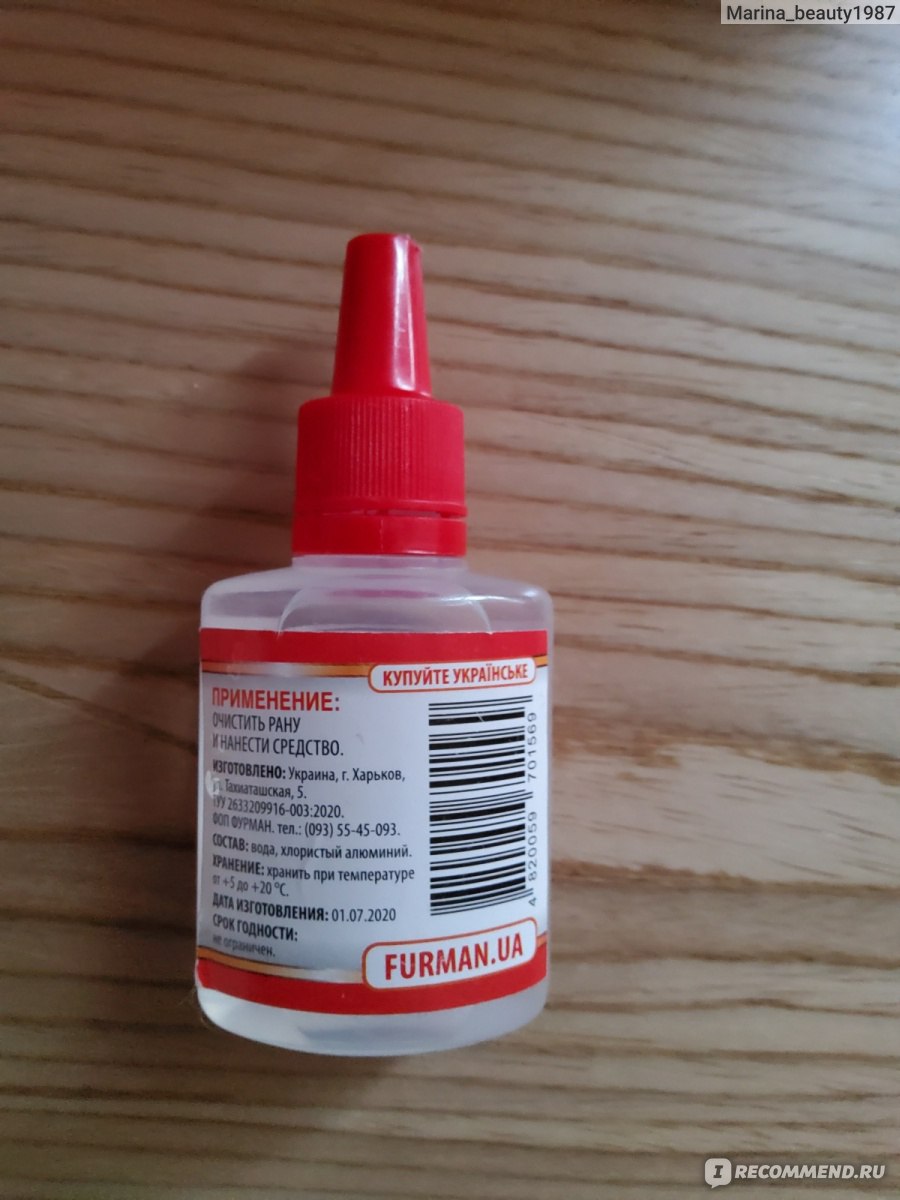 Marina_beauty1987
КУПУЙТЕ УКРАЇНСЬКЕ
ПРИМЕНЕНИЕ:
ОЧИСТИТЬ РАНУ
И НАНЕСТИ СРЕДСТВО.
ИЗГОТОВЛЕНО: Украина, г. Харьков,
ул. Тахиаташская, 5.
ТУУ 2633209916-003:2020.
ФОП ФУРМАН. тел.: (093) 55-45-093.
СОСТАВ: вода, хлористый алюминий.
ХРАНЕНИЕ: хранить при температуре
от +5 до +20 °С.
ДАТА ИЗГОТОВЛЕНИЯ: 01.07.2020
СРОК ГОДНОСТИ:
не ограничен.
4 820059 701569
FURMAN.UA
IRECOMMEND.RU